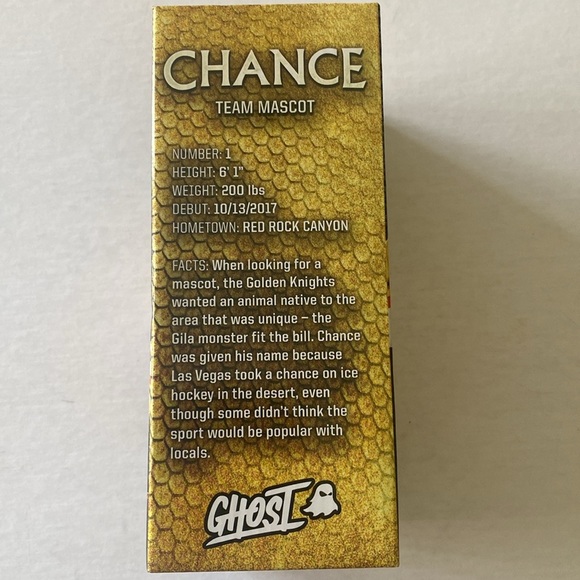 CHANCE
TEAM MASCOT
NUMBER: 1
HEIGHT: 6' 1"
WEIGHT: 200 lbs
DEBUT: 10/13/2017
HOMETOWN: RED ROCK CANYON
FACTS: When looking for a
mascot, the Golden Knights
wanted an animal native to the
area that was unique – the
Gila monster fit the bill. Chance
was given his name because
Las Vegas took a chance on ice
hockey in the desert, even
though some didn't think the
sport would be popular with
locals.
GHOST